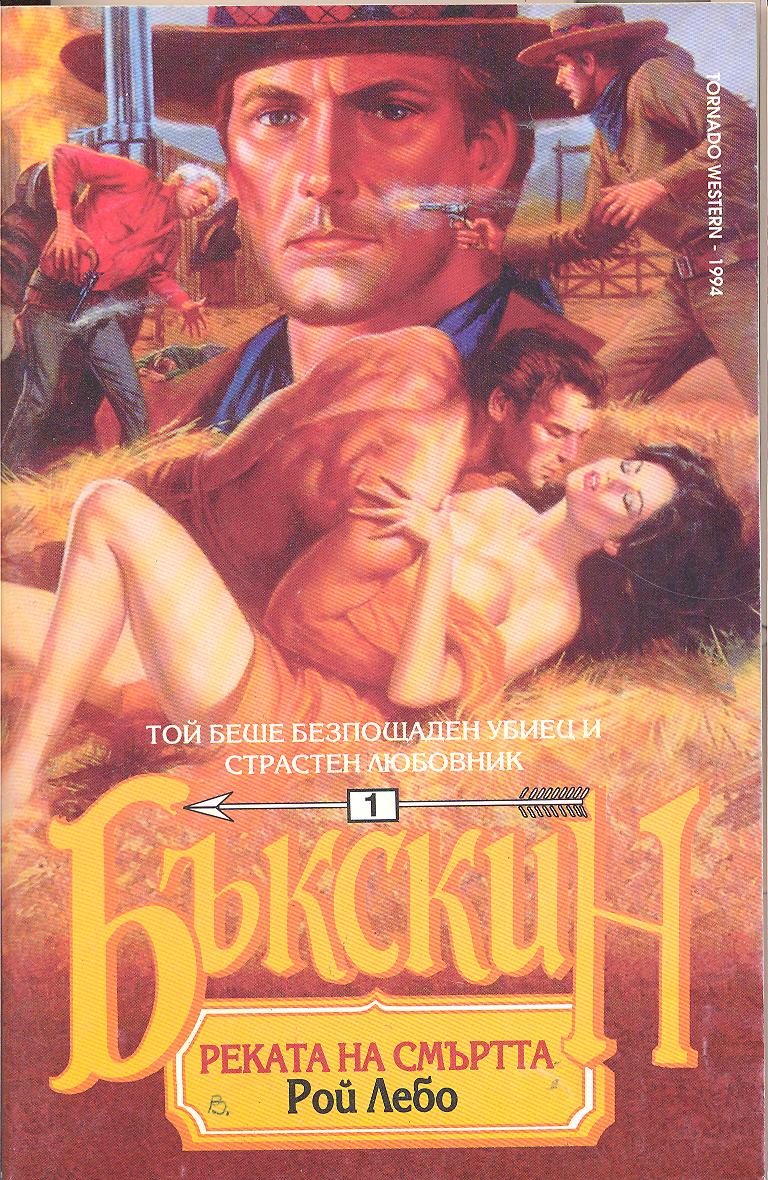 TORNADO WESTERN - 1994
ТОЙ БЕШЕ БЕЗПОЩАДЕН УБИЕЦ И
СТРАСТЕН ЛЮБОВНИК
1
БЪКСКИН
РЕКАТА НА СМЪРТТА
Рой Лебо